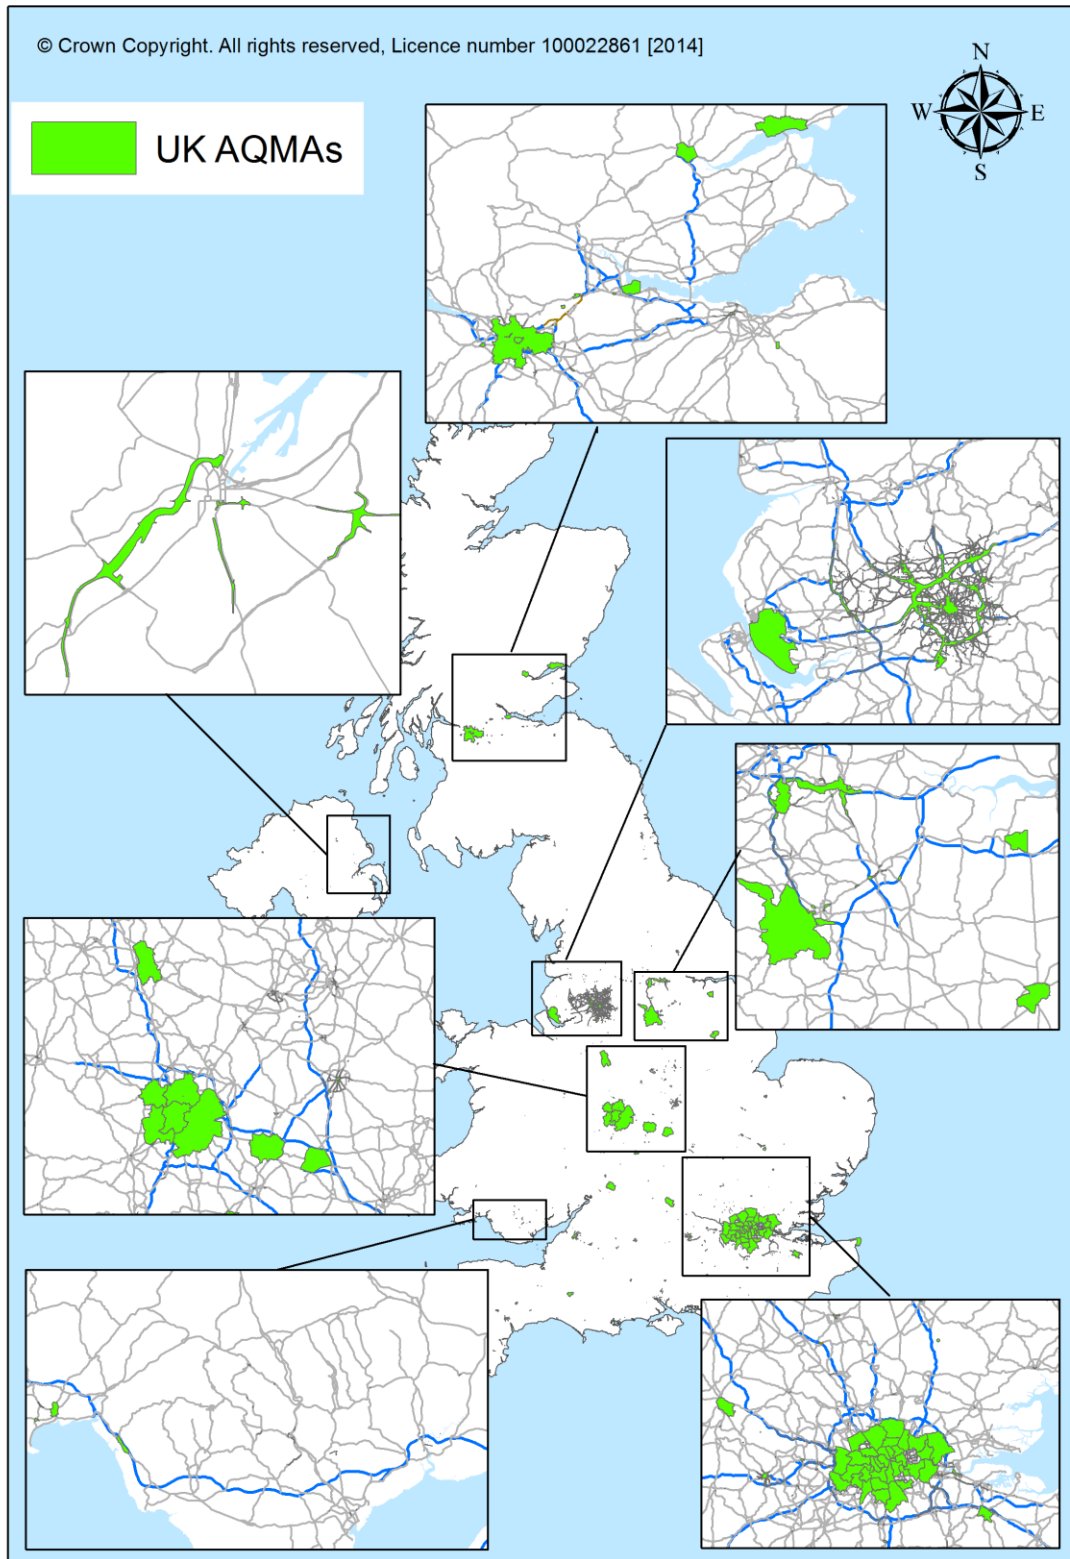 © Crown Copyright. All rights reserved, Licence number 100022861 [2014]
N
W E
S
UK AQMAs